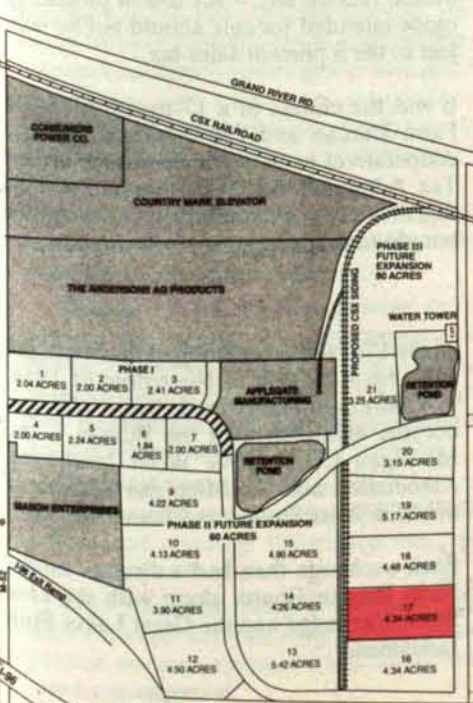 GRAND RIVER RD.
CSX RAILROAD
CONSUMERS
POWER CO.
COUNTRY MARK ELEVATOR
THE ANDERSONS AG PRODUCTS
PROPOSED CSX SIDING
PHASE III
FUTURE
EXPANSION
80 ACRES
WATER TOWER
RETENTION
POND
21
3.25 ACRES
PHASE I
1
2.04 ACRES
2
2.00 ACRES
3
2.41 ACRES
APPLEGATE
MANUFACTURING
4
2.00 ACRES
5
2.24 ACRES
6
1.84
ACRES
7
2.00 ACRES
RETENTION
POND
20
3.15 ACRES
MASON ENTERPRISES
9
4.22 ACRES
PHASE II FUTURE EXPANSION
60 ACRES
19
5.17 ACRES
10
4.13 ACRES
15
4.90 ACRES
18
4.48 ACRES
Exit Ramp
11
3.90 ACRES
14
4.26 ACRES
17
4.34 ACRES
12
4.50 ACRES
13
5.42 ACRES
16
4.34 ACRES
I-96